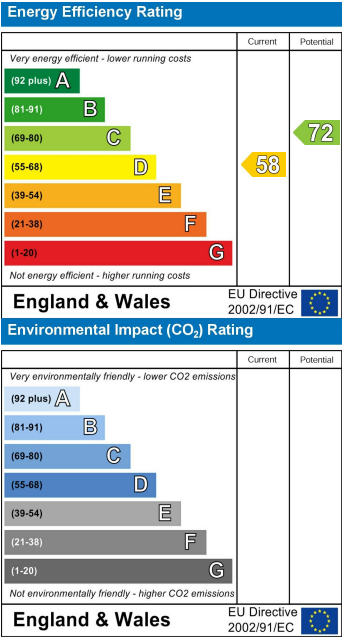 Energy Efficiency Rating
Current Potential
Very energy efficient - lower running costs
(92 plus) A
(81-91) B
(69-80) C
72
(55-68) D
58
(39-54) E
(21-38) F
(1-20) G
Not energy efficient - higher running costs
England & Wales
EU Directive
2002/91/EC
Environmental Impact (CO₂) Rating
Current Potential
Very environmentally friendly - lower CO2 emissions
(92 plus) A
(81-91) B
(69-80) C
(55-68) D
(39-54) E
(21-38) F
(1-20) G
Not environmentally friendly - higher CO2 emissions
England & Wales
EU Directive
2002/91/EC